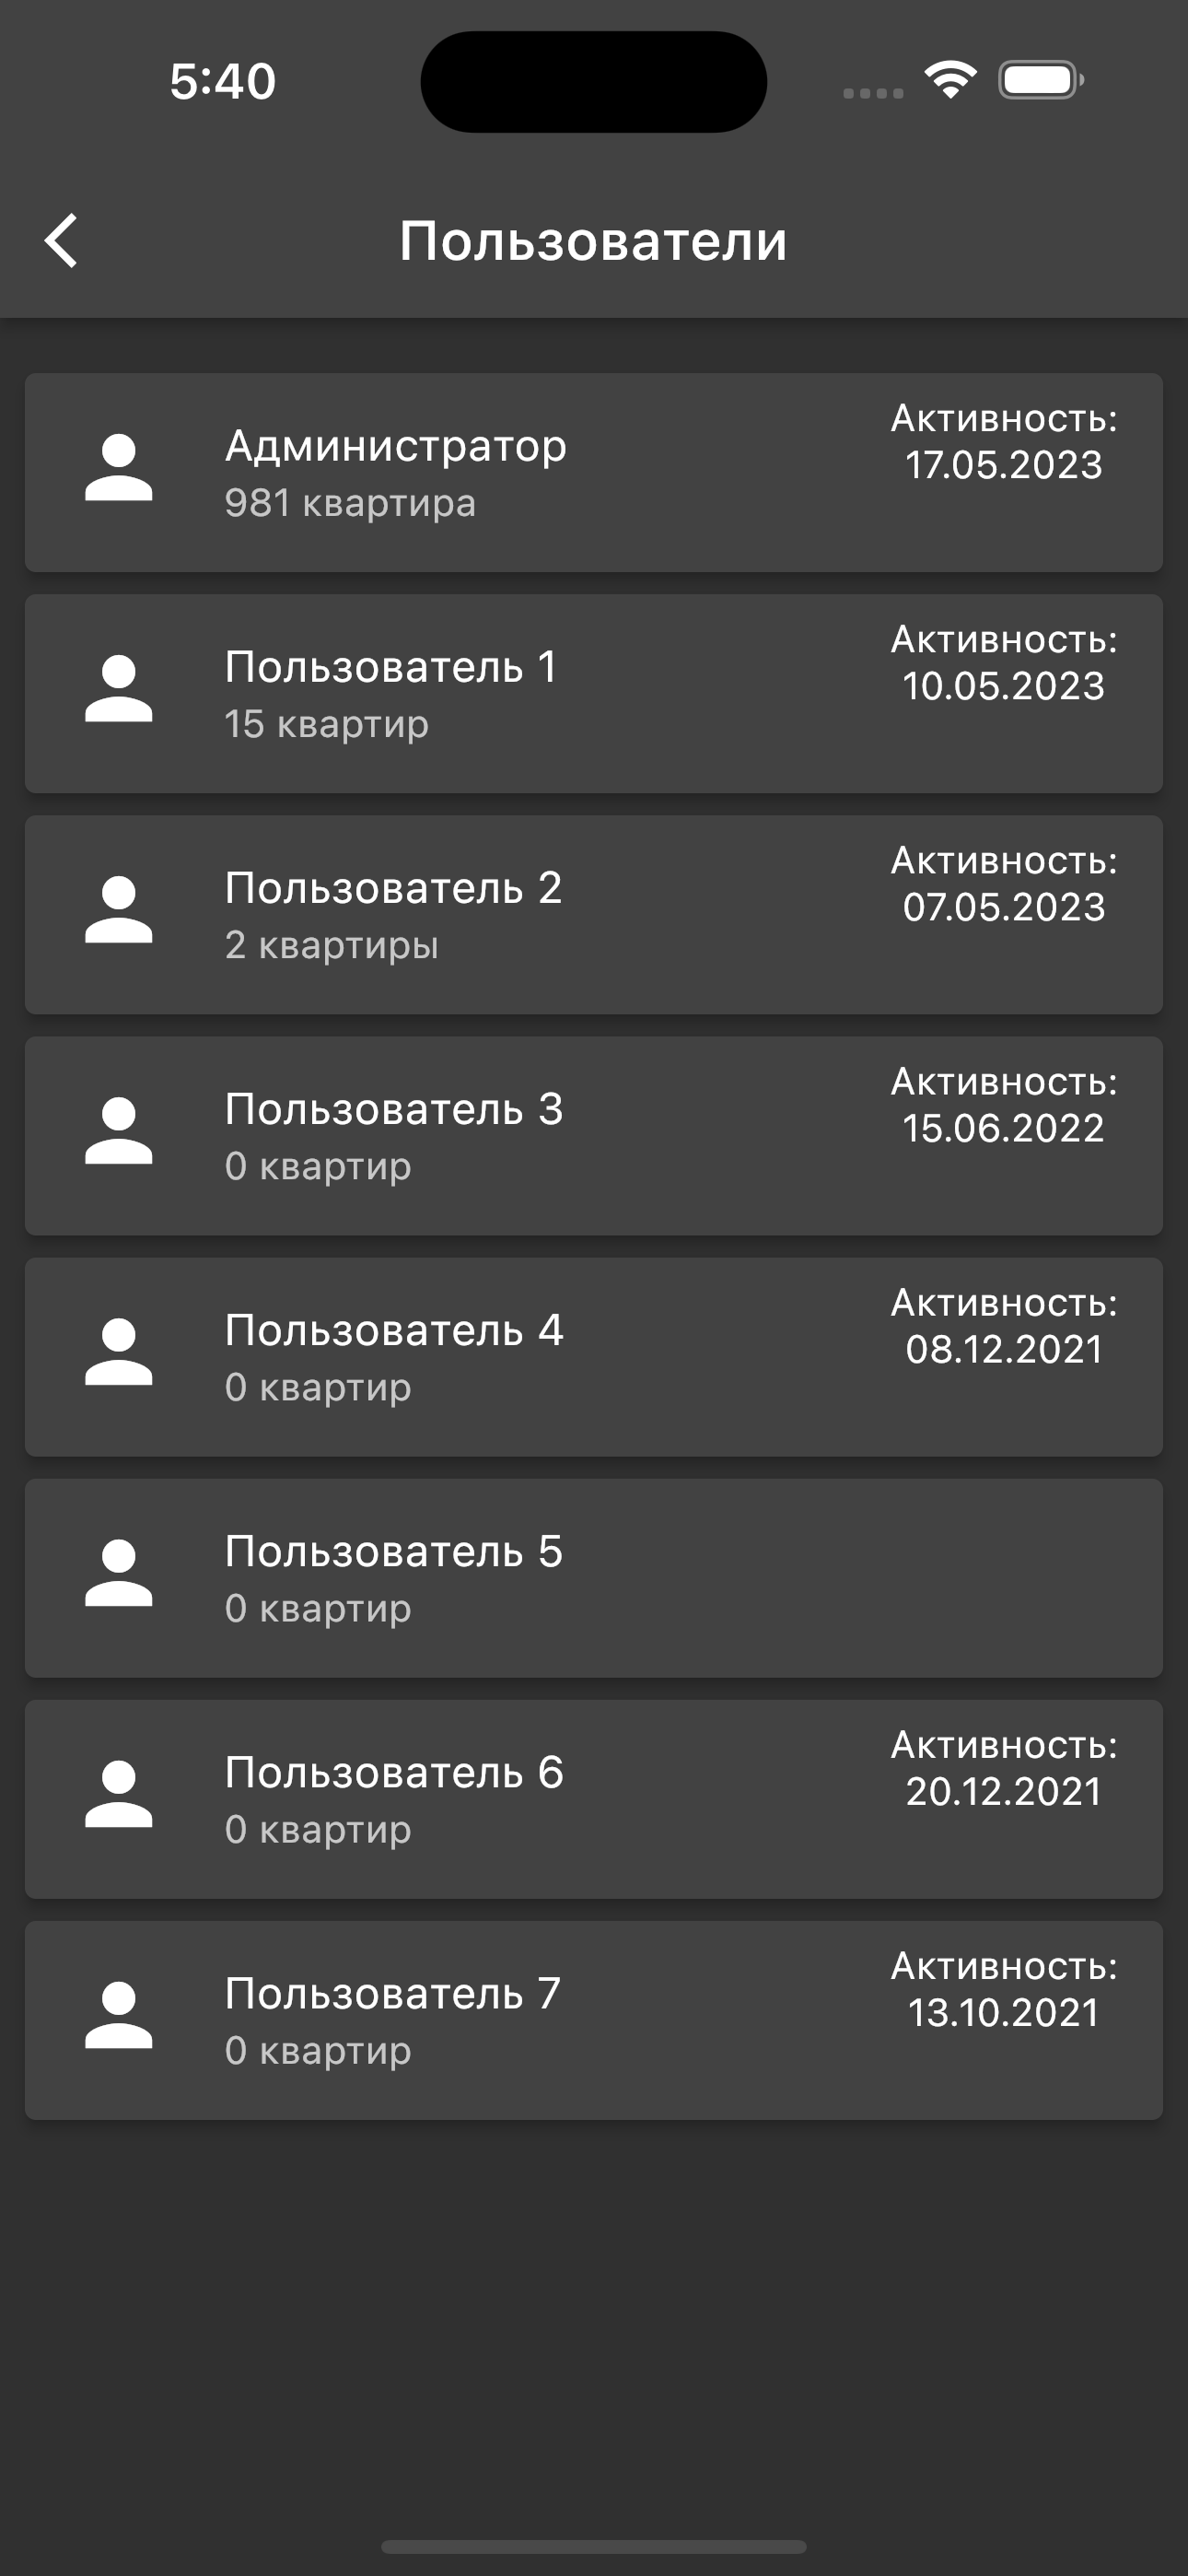 5:40
Пользователи
Администратор
981 квартира
Активность:
17.05.2023
Пользователь 1
15 квартир
Активность:
10.05.2023
Пользователь 2
2 квартиры
Активность:
07.05.2023
Пользователь 3
0 квартир
Активность:
15.06.2022
Пользователь 4
0 квартир
Активность:
08.12.2021
Пользователь 5
0 квартир
Пользователь 6
0 квартир
Активность:
20.12.2021
Пользователь 7
0 квартир
Активность:
13.10.2021